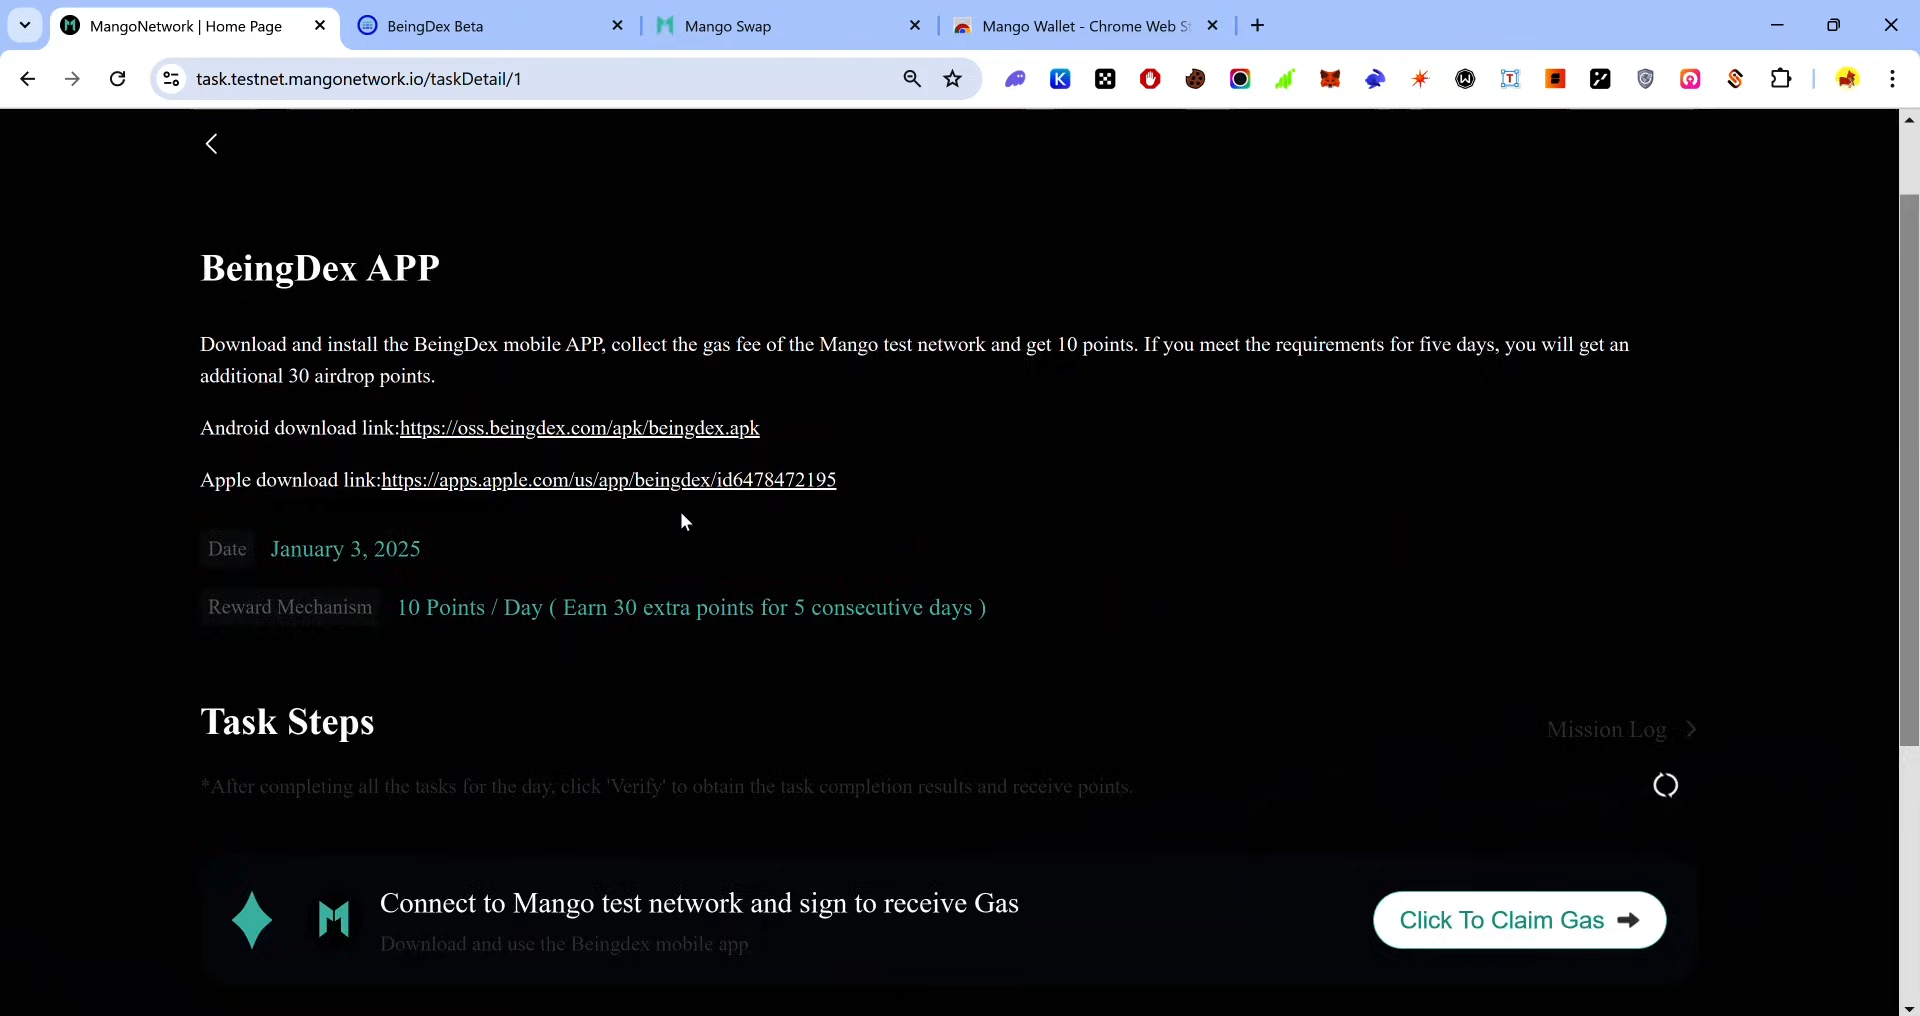 MangoNetwork | Home Page
BeingDex Beta
Mango Swap
Mango Wallet - Chrome Web St
task.testnet.mangonetwork.io/taskDetail/1
BeingDex APP
Download and install the BeingDex mobile APP, collect the gas fee of the Mango test network and get 10 points. If you meet the requirements for five days, you will get an
additional 30 airdrop points.
Android download link:https://oss.beingdex.com/apk/beingdex.apk
Apple download link:https://apps.apple.com/us/app/beingdex/id6478472195
Date January 3, 2025
Reward Mechanism 10 Points / Day ( Earn 30 extra points for 5 consecutive days )
Task Steps
Mission Log
*After completing all the tasks for the day, click 'Verify' to obtain the task completion results and receive points.
Connect to Mango test network and sign to receive Gas
Download and use the Beingdex mobile app
Click To Claim Gas